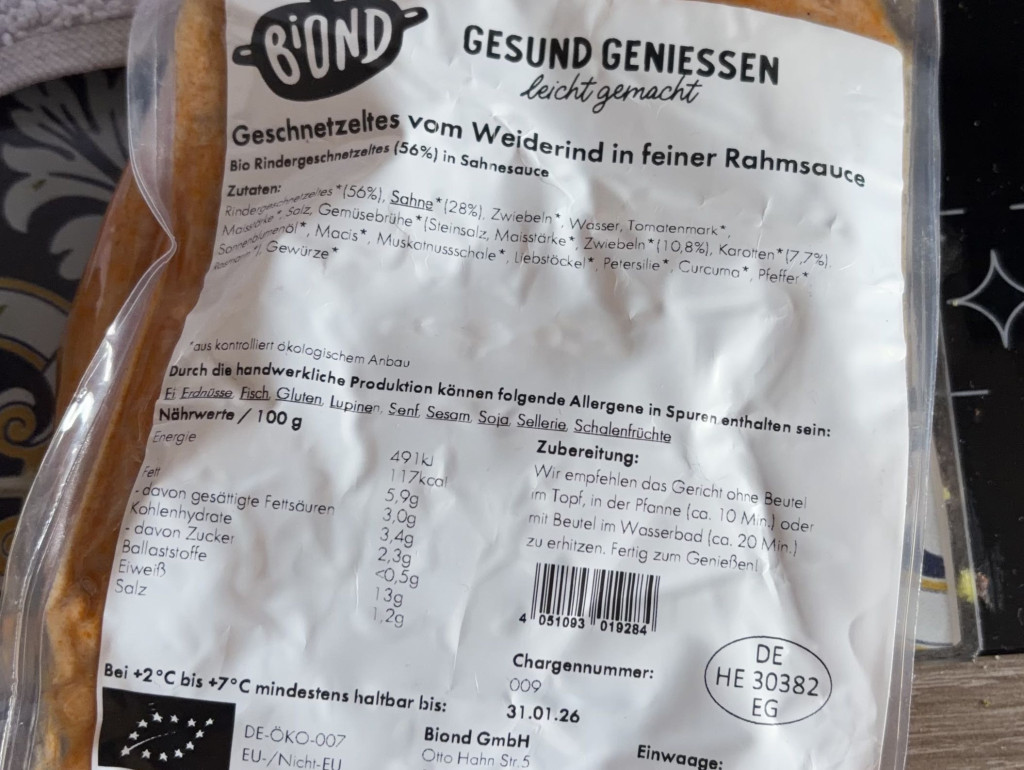 BiOND
GESUND GENIESSEN
leicht gemacht
Geschnetzeltes vom Weiderind in feiner Rahmsauce
Bio Rindergeschnetzeltes (56%) in Sahnesauce
Zutaten:
Rindergeschnetzeltes*(56%), Sahne*(28%), Zwiebeln*, Wasser, Tomatenmark*,
Maisstärke*, Salz, Gemüsebrühe*(Steinsalz, Maisstärke*, Zwiebeln*(10,8%), Karotten*(7,7%),
Sonnenblumenöl*, Macis*, Muskatnussschale*, Liebstöckel*, Petersilie*, Curcuma*, Pfeffer*,
Rosmarin*), Gewürze*
*aus kontrolliert ökologischem Anbau
Durch die handwerkliche Produktion können folgende Allergene in Spuren enthalten sein:
Ei, Erdnüsse, Fisch, Gluten, Lupinen, Senf, Sesam, Soja, Sellerie, Schalenfrüchte
Nährwerte / 100 g
Energie 491kJ
117kcal
Fett 5,9g
- davon gesättigte Fettsäuren 3,0g
Kohlenhydrate 3,4g
- davon Zucker 2,3g
Ballaststoffe <0,5g
Eiweiß 13g
Salz 1,2g
Zubereitung:
Wir empfehlen das Gericht ohne Beutel
im Topf, in der Pfanne (ca. 10 Min.) oder
mit Beutel im Wasserbad (ca. 20 Min.)
zu erhitzen. Fertig zum Genießen!
4 051093 019284
Chargennummer:
009
Bei +2°C bis +7°C mindestens haltbar bis: 31.01.26
DE
HE 30382
EG
DE-ÖKO-007
EU-/Nicht-EU
Biond GmbH
Otto Hahn Str.5
Einwaage: